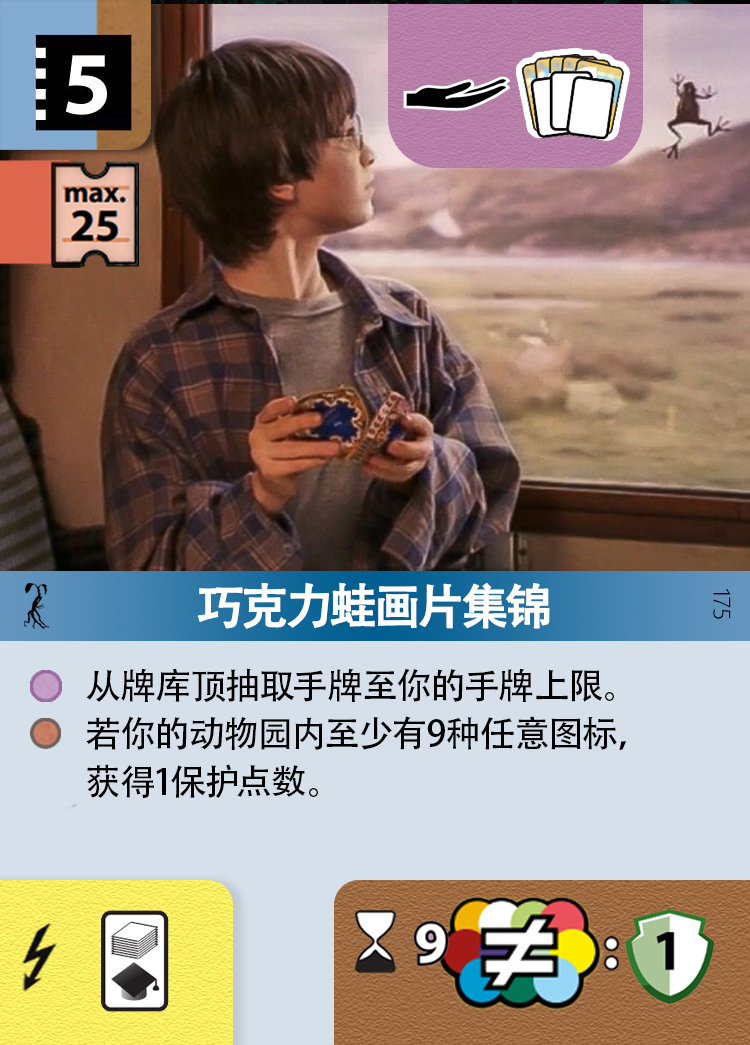 5
max.
25
巧克力蛙画片集锦
175
从牌库顶抽取手牌至你的手牌上限。
若你的动物园内至少有9种任意图标,
获得1保护点数。
9 ≠ : 1